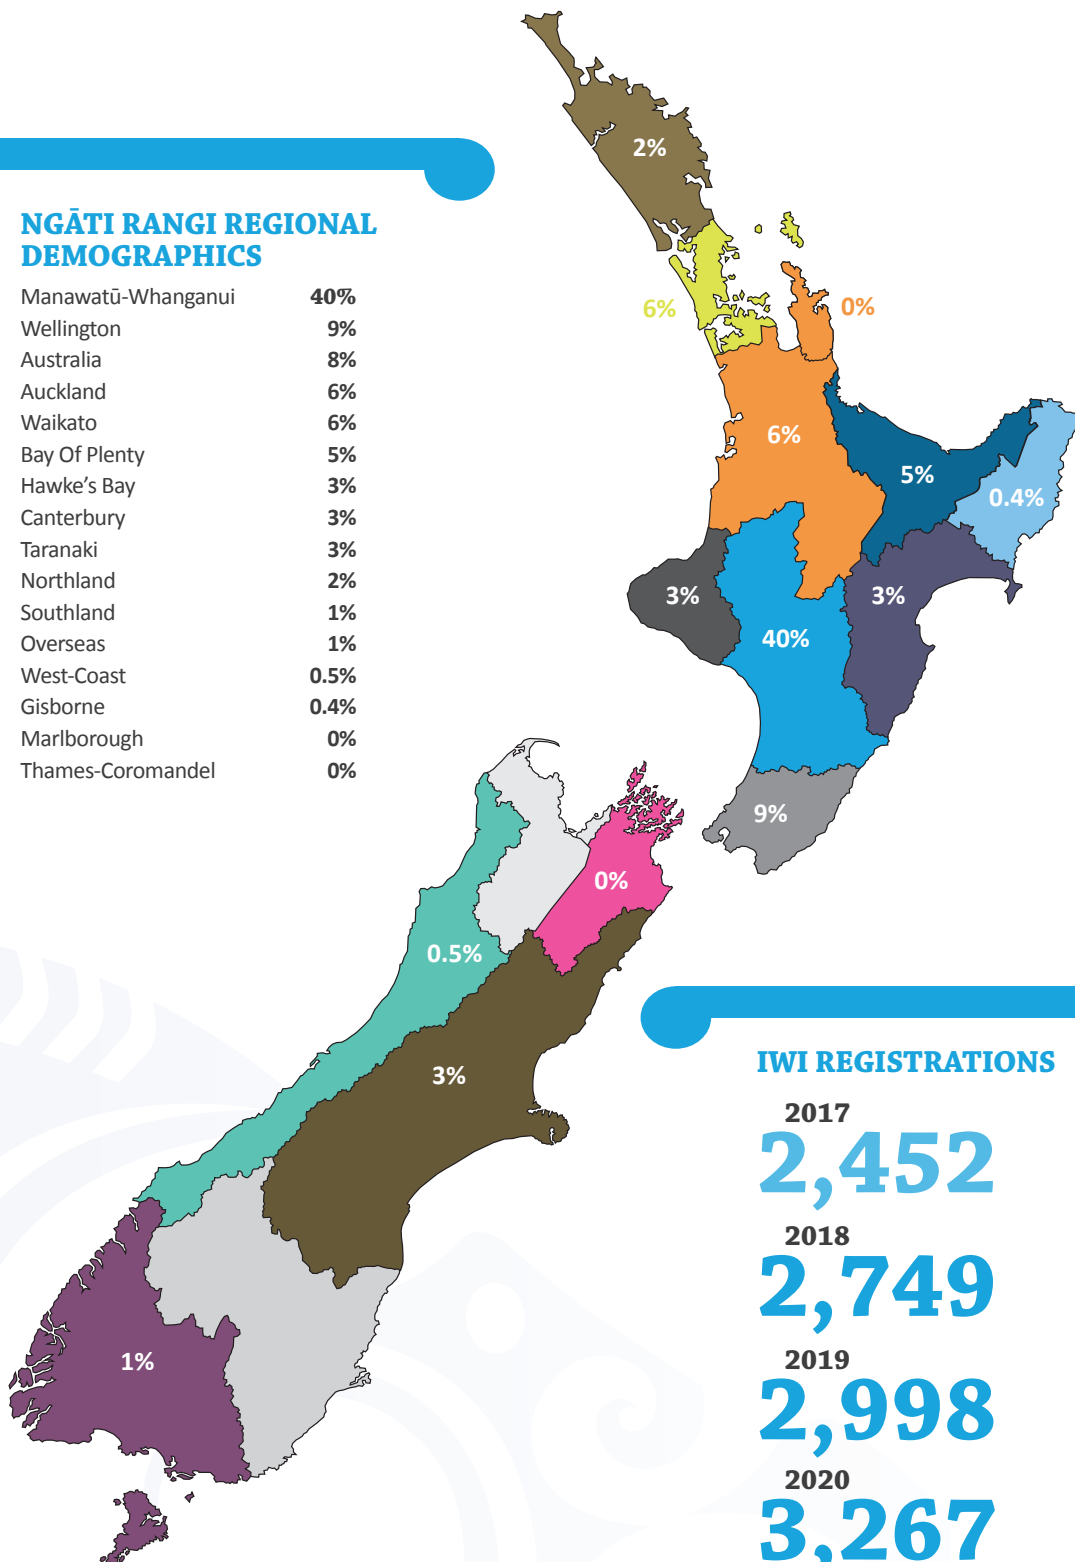 NGĀTI RANGI REGIONAL
DEMOGRAPHICS
Manawatū-Whanganui 40%
Wellington 9%
Australia 8%
Auckland 6%
Waikato 6%
Bay Of Plenty 5%
Hawke's Bay 3%
Canterbury 3%
Taranaki 3%
Northland 2%
Southland 1%
Overseas 1%
West-Coast 0.5%
Gisborne 0.4%
Marlborough 0%
Thames-Coromandel 0%
2%
6%
0%
6%
5%
0.4%
3%
3%
40%
9%
0%
0.5%
3%
1%
IWI REGISTRATIONS
2017
2,452
2018
2,749
2019
2,998
2020
3,267